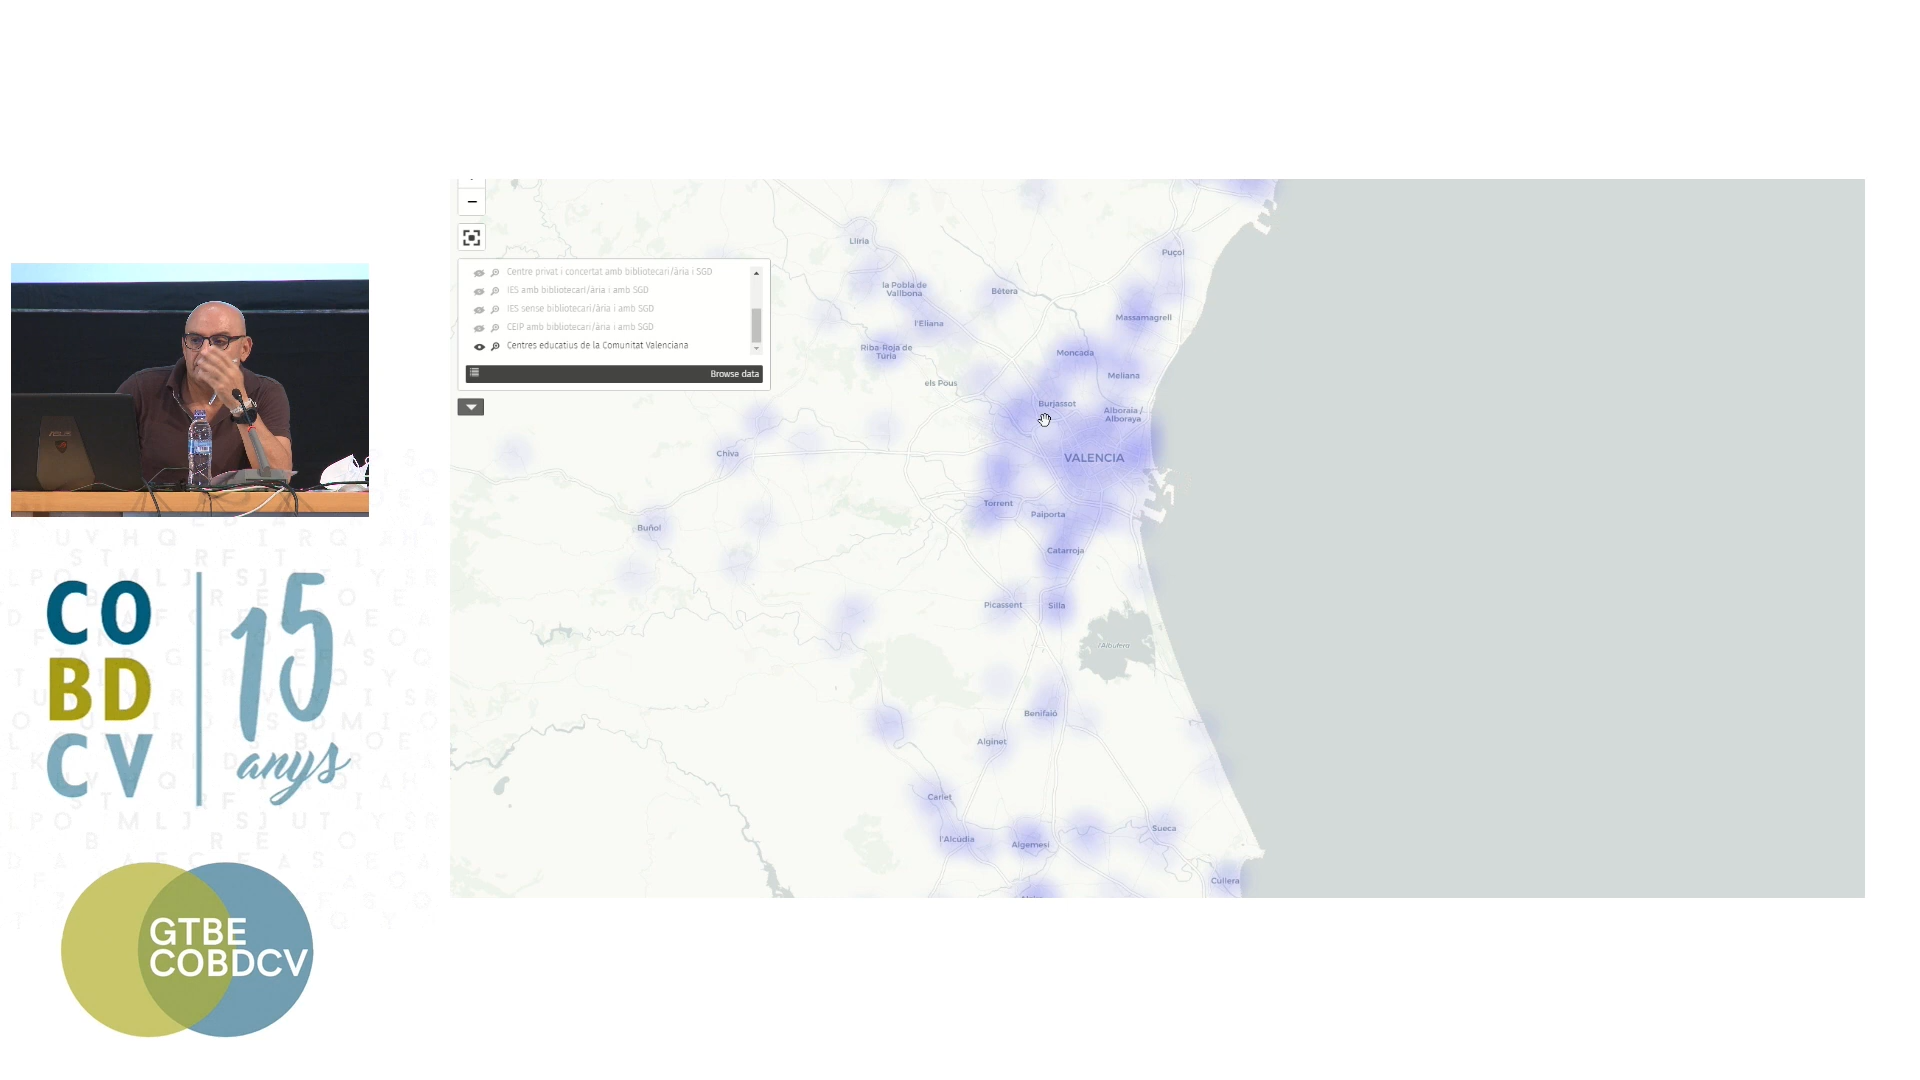 Centre privat i concertat amb bibliotecari/ària i SGD
IES amb bibliotecari/ària i amb SGD
IES sense bibliotecari/ària i amb SGD
CEIP amb bibliotecari/ària i amb SGD
Centres educatius de la Comunitat Valenciana
Browse data
Llíria
Puçol
la Pobla de
Vallbona
Bétera
Massamagrell
l'Eliana
Riba-Roja de
Túria
Moncada
Meliana
els Pous
Burjassot
Alboraia /
Alboraya
Chiva
VALENCIA
Torrent
Paiporta
Buñol
Catarroja
Picassent
Silla
l'Albufera
Benifaió
Alginet
Carlet
l'Alcúdia
Algemesí
Sueca
Cullera
ASUS
CO
BD
CV
15
anys
GTBE
COBDCV